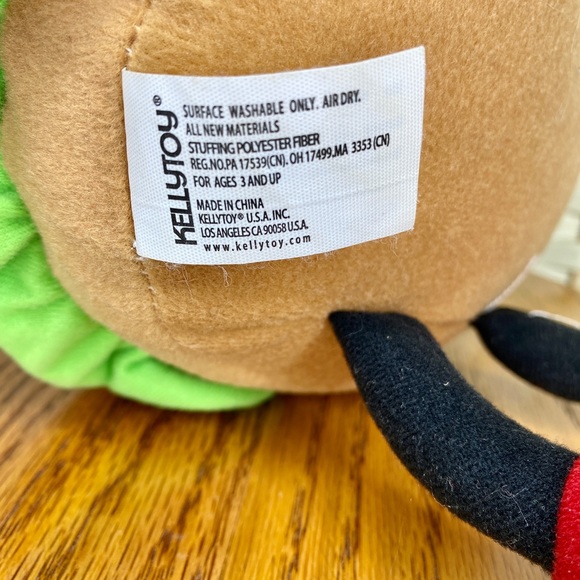 KELLYTOY®
SURFACE WASHABLE ONLY. AIR DRY.
ALL NEW MATERIALS
STUFFING POLYESTER FIBER
REG.NO.PA 17539(CN). OH 17499.MA 3353 (CN)
FOR AGES 3 AND UP
MADE IN CHINA
KELLYTOY® U.S.A. INC.
LOS ANGELES CA 90058 U.S.A.
www.kellytoy.com